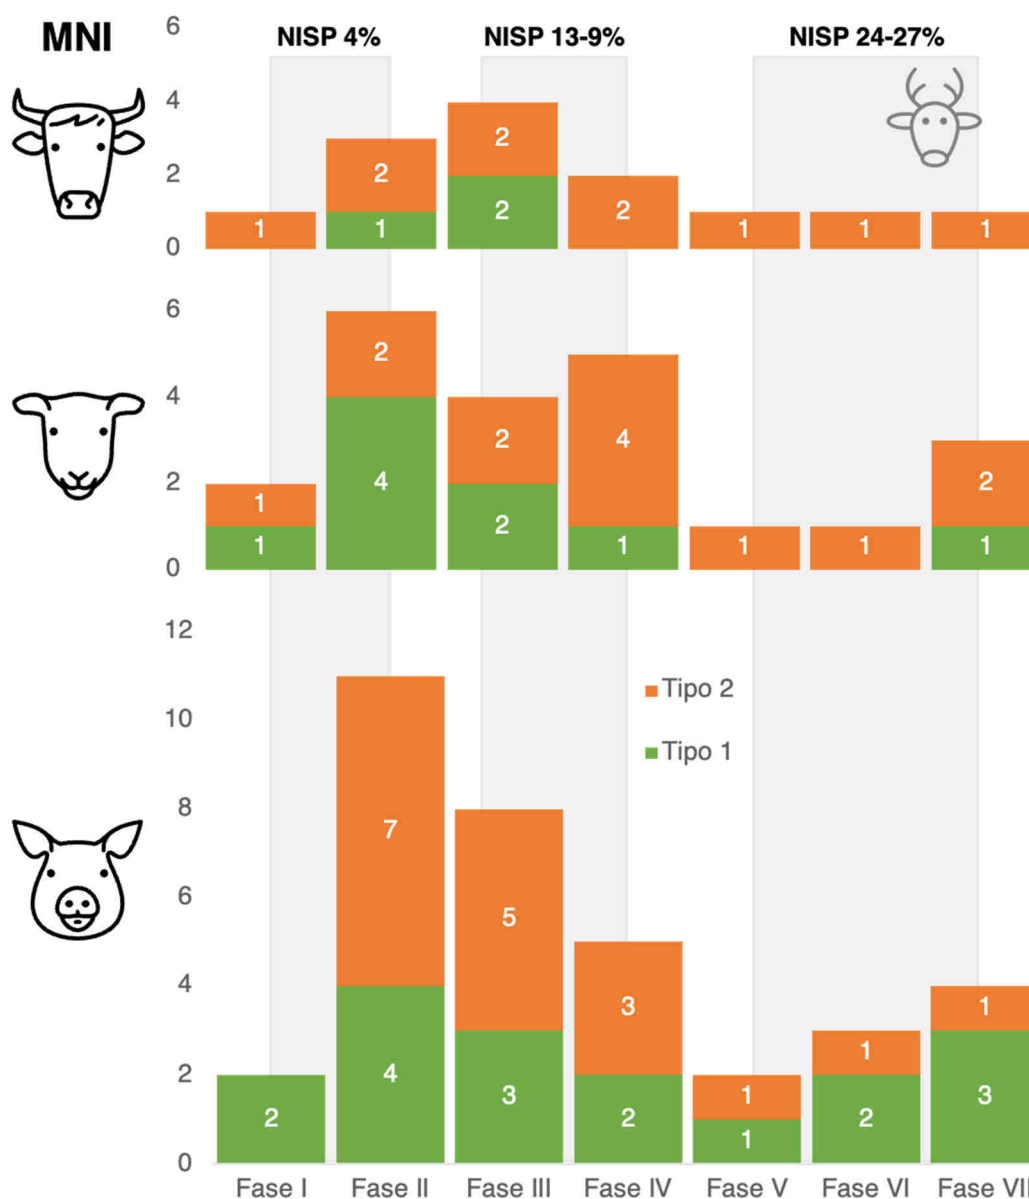 MNI
NISP 4% NISP 13-9% NISP 24-27%
6
4
2
0
2 2 2
1 1 2 1 1 1
6
4
2
0
2 2 4 2
1 4 2
1 1 1 1 1
12
10
8
6
4
2
0
Tipo 2
Tipo 1
7
5
3 1
4 1 1
2 3 2 1 2 3
Fase I Fase II Fase III Fase IV Fase V Fase VI Fase VII